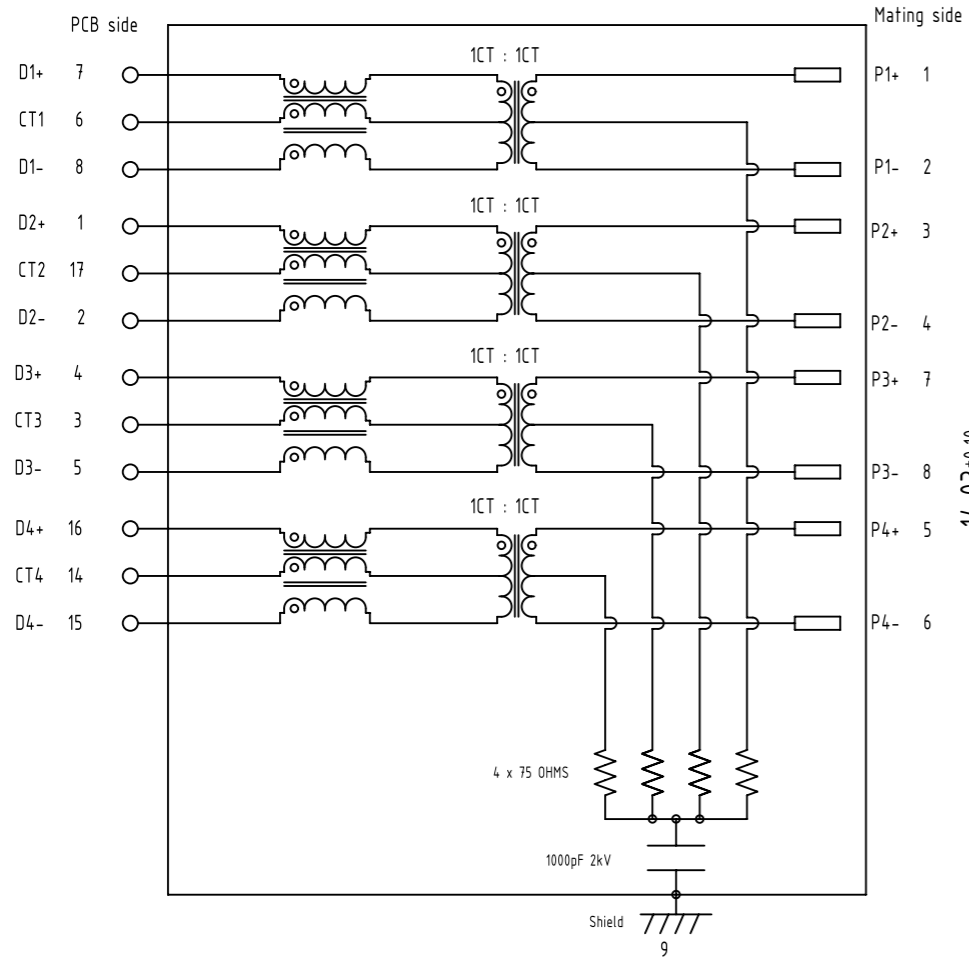 PCB side
Mating side
1CT : 1CT
D1+ 7
P1+ 1
CT1 6
D1- 8
P1- 2
1CT : 1CT
D2+ 1
P2+ 3
CT2 17
D2- 2
P2- 4
1CT : 1CT
D3+ 4
P3+ 7
CT3 3
D3- 5
P3- 8
1CT : 1CT
D4+ 16
P4+ 5
CT4 14
D4- 15
P4- 6
4 x 75 OHMS
1000pF 2kV
Shield
9